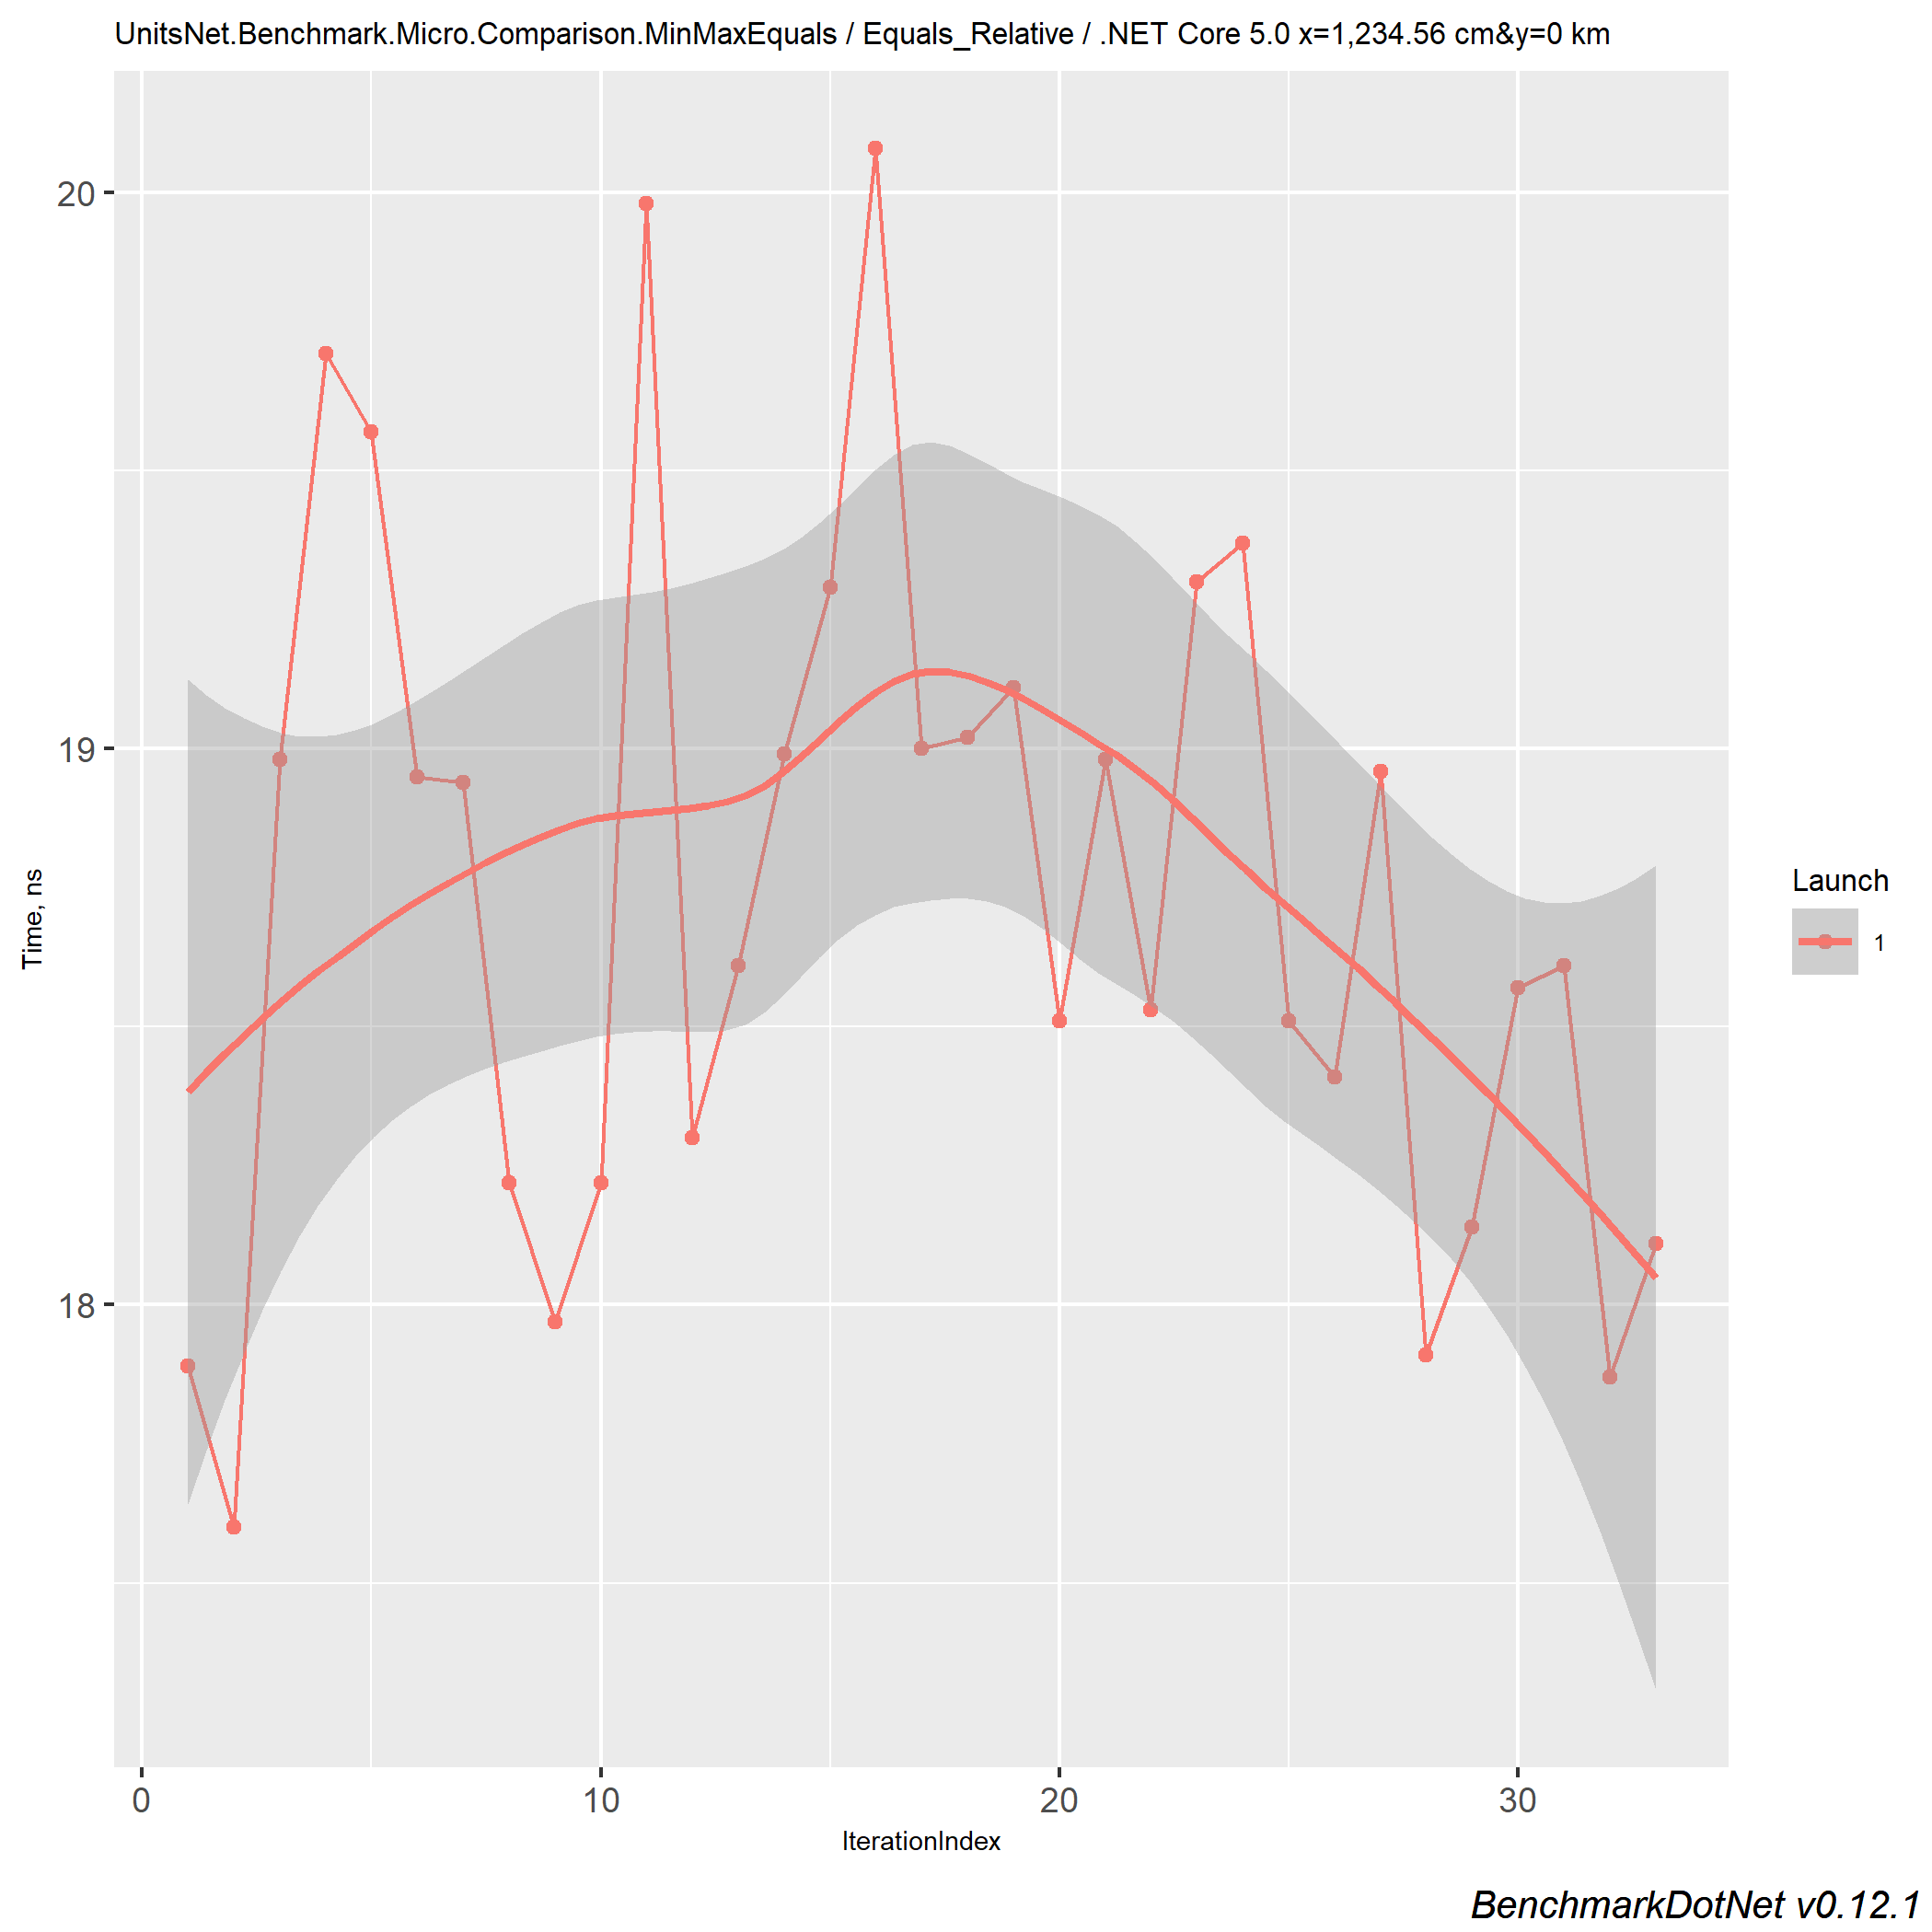 UnitsNet.Benchmark.Micro.Comparison.MinMaxEquals / Equals_Relative / .NET Core 5.0 x=1,234.56 cm&y=0 km
20
19
18
Time, ns
Launch
1
0 10 20 30
IterationIndex
BenchmarkDotNet v0.12.1